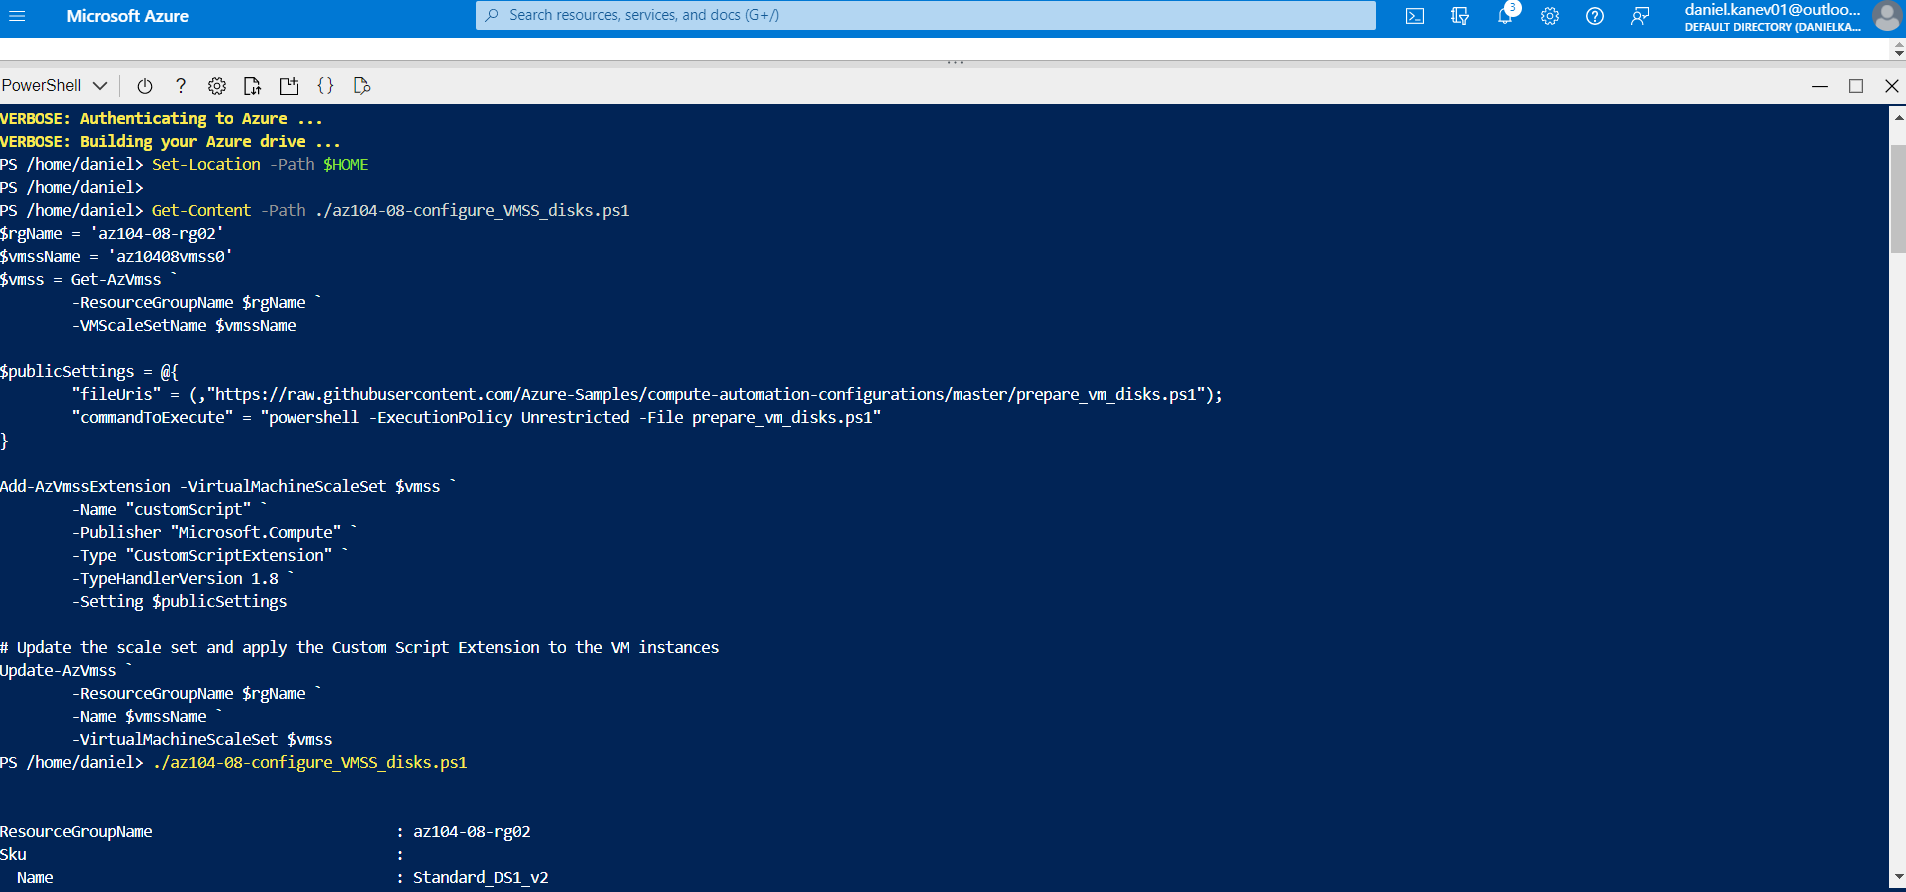 Microsoft Azure
Search resources, services, and docs (G+/)
3
daniel.kanev01@outloo...
DEFAULT DIRECTORY (DANIELKA...
PowerShell
VERBOSE: Authenticating to Azure ...
VERBOSE: Building your Azure drive ...
PS /home/daniel> Set-Location -Path $HOME
PS /home/daniel>
PS /home/daniel> Get-Content -Path ./az104-08-configure_VMSS_disks.ps1
$rgName = 'az104-08-rg02'
$vmssName = 'az10408vmss0'
$vmss = Get-AzVmss `
        -ResourceGroupName $rgName `
        -VMScaleSetName $vmssName
$publicSettings = @{
        "fileUris" = (,"https://raw.githubusercontent.com/Azure-Samples/compute-automation-configurations/master/prepare_vm_disks.ps1");
        "commandToExecute" = "powershell -ExecutionPolicy Unrestricted -File prepare_vm_disks.ps1"
}
Add-AzVmssExtension -VirtualMachineScaleSet $vmss `
        -Name "customScript" `
        -Publisher "Microsoft.Compute" `
        -Type "CustomScriptExtension" `
        -TypeHandlerVersion 1.8 `
        -Setting $publicSettings
# Update the scale set and apply the Custom Script Extension to the VM instances
Update-AzVmss `
        -ResourceGroupName $rgName `
        -Name $vmssName `
        -VirtualMachineScaleSet $vmss
PS /home/daniel> ./az104-08-configure_VMSS_disks.ps1
ResourceGroupName                           : az104-08-rg02
Sku                                         :
  Name                                      : Standard_DS1_v2